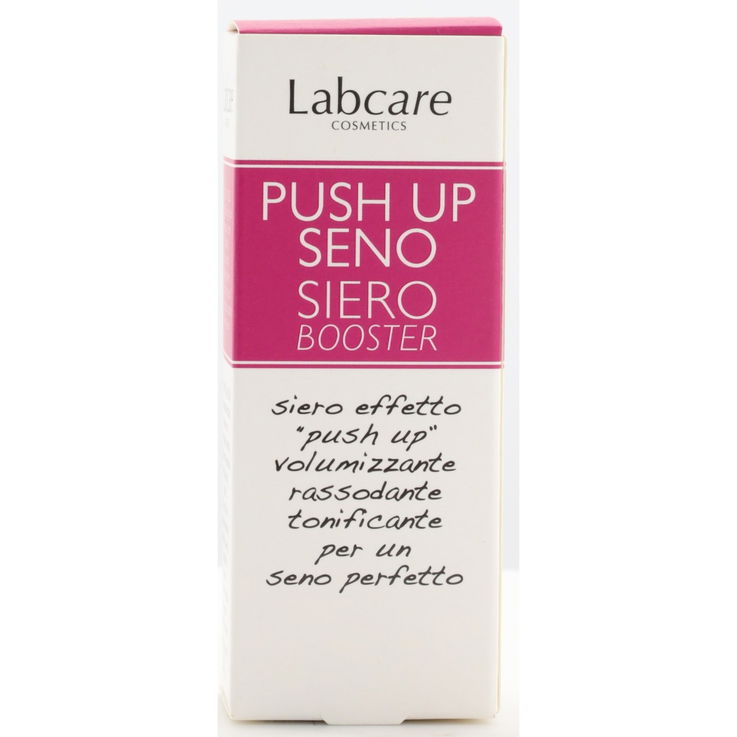 Labcare
COSMETICS
PUSH UP
SENO
SIERO
BOOSTER
siero effetto
"push up"
volumizzante
rassodante
tonificante
per un
seno perfetto